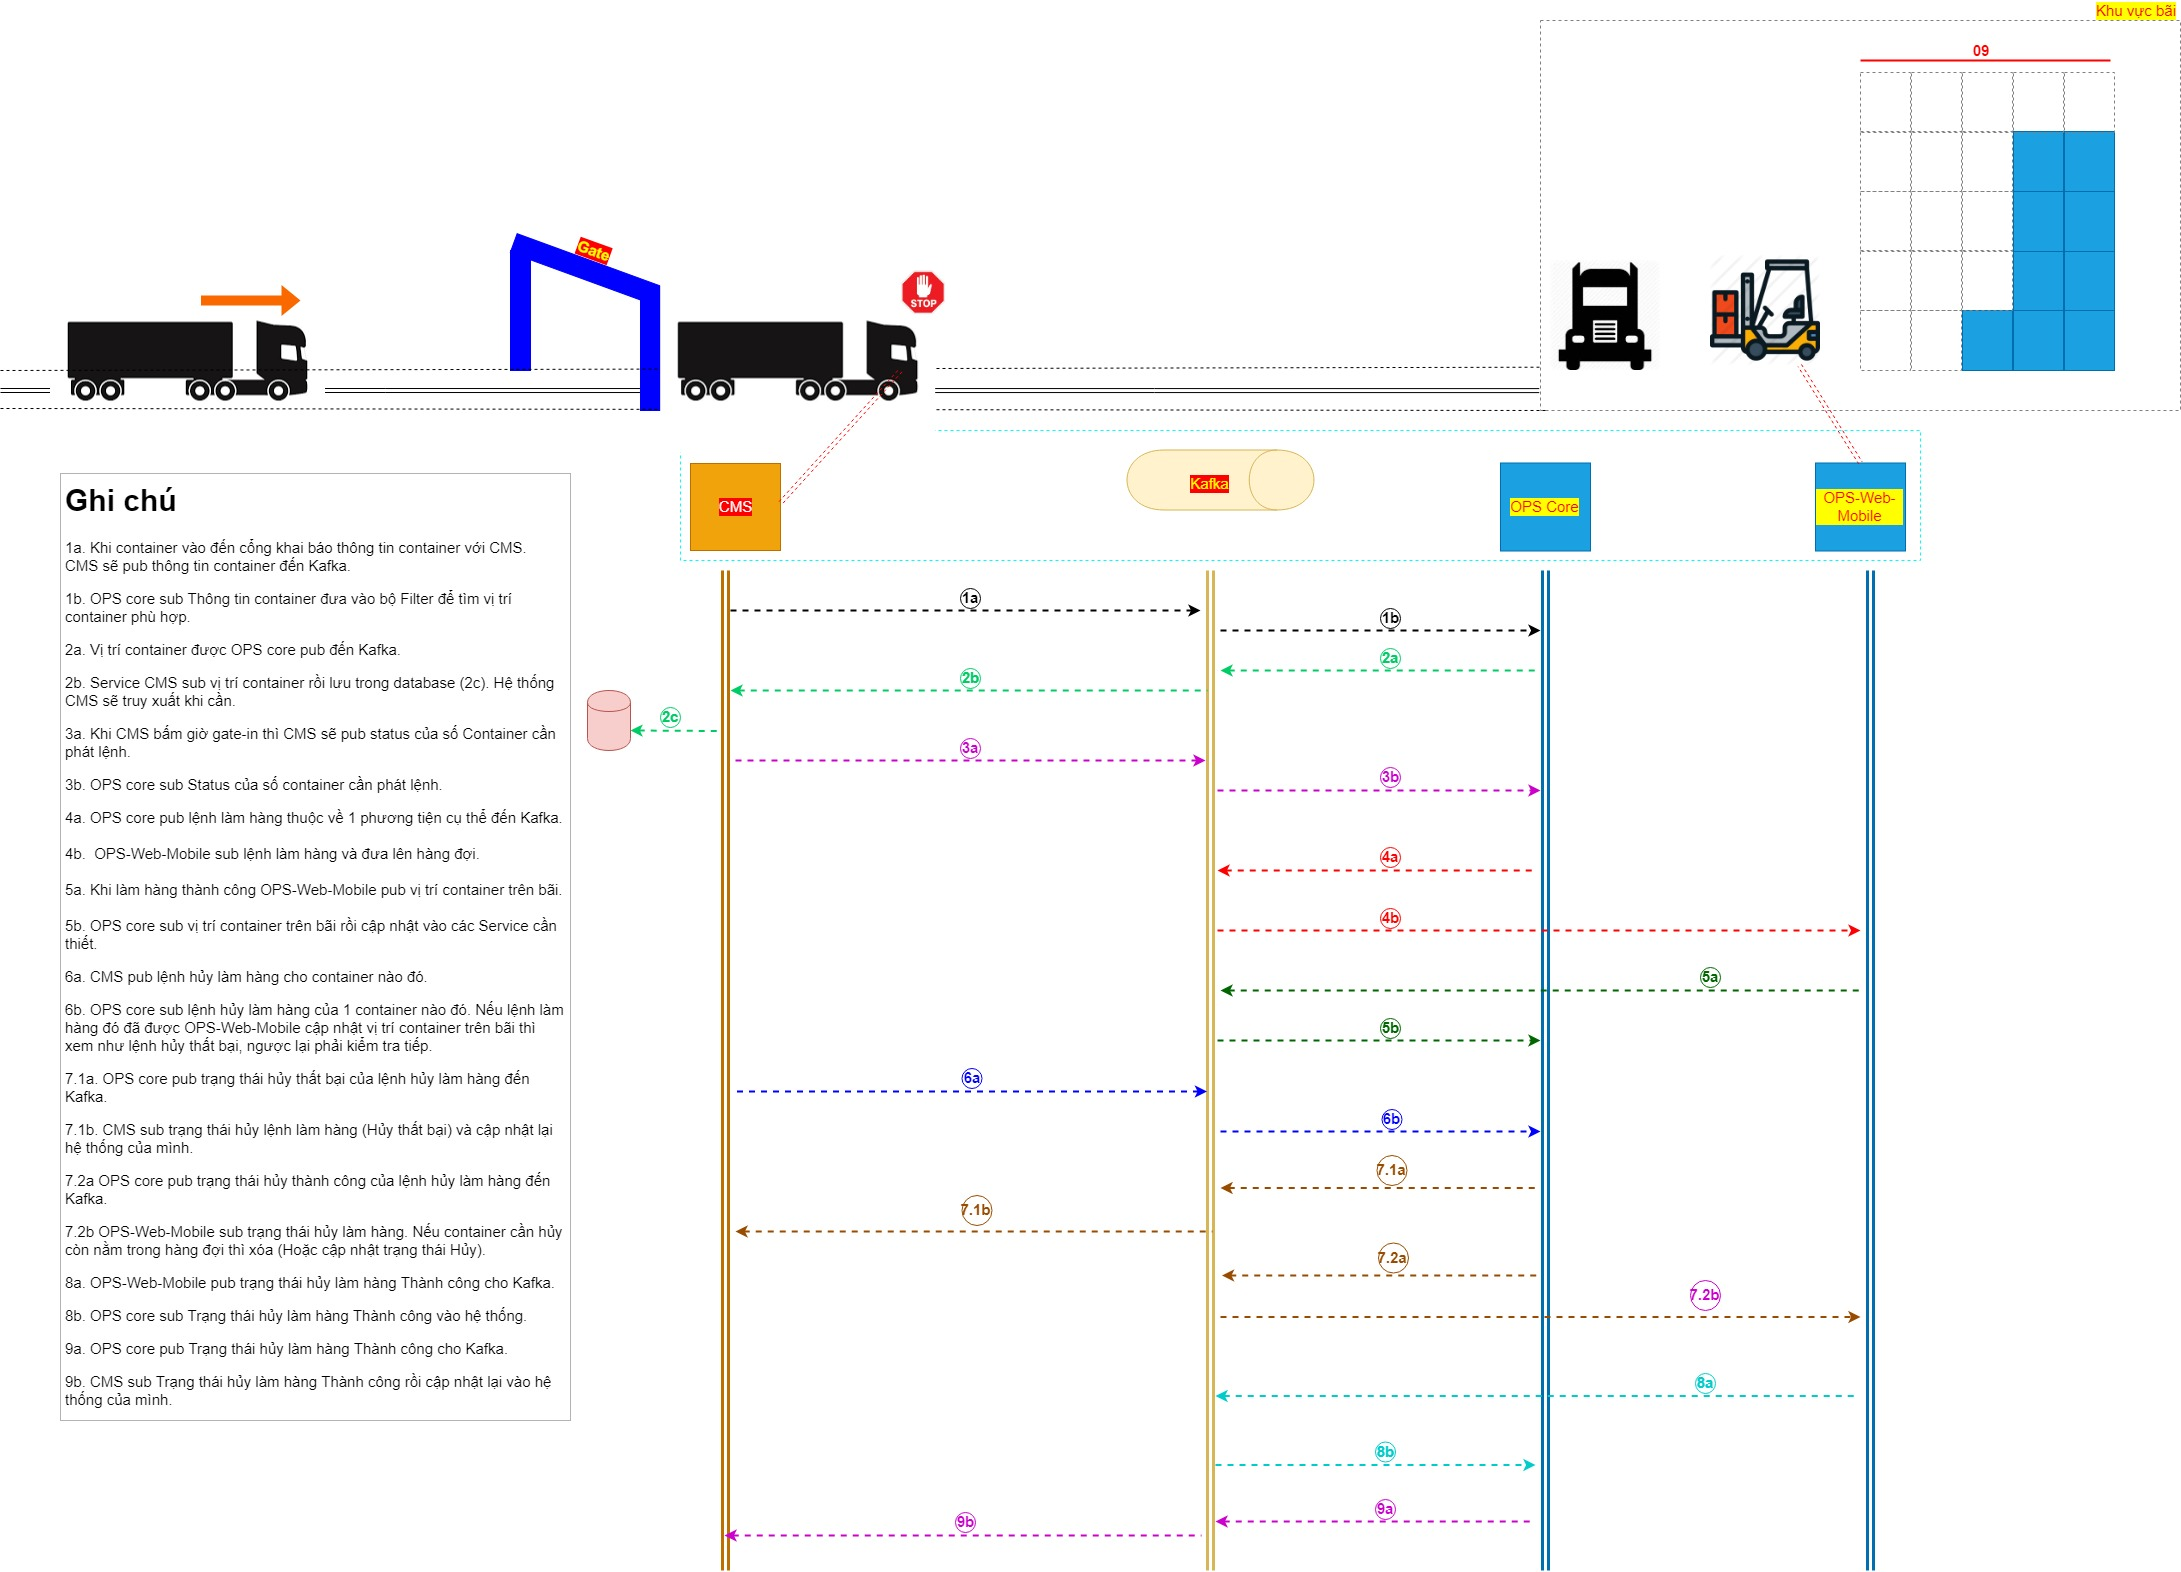 Khu vực bãi
09
Gate
STOP
CMS
Kafka
OPS Core
OPS-Web-
Mobile
Ghi chú
1a. Khi container vào đến cổng khai báo thông tin container với CMS.
CMS sẽ pub thông tin container đến Kafka.
1b. OPS core sub Thông tin container đưa vào bộ Filter để tìm vị trí
container phù hợp.
2a. Vị trí container được OPS core pub đến Kafka.
2b. Service CMS sub vị trí container rồi lưu trong database (2c). Hệ thống
CMS sẽ truy xuất khi cần.
3a. Khi CMS bấm giờ gate-in thì CMS sẽ pub status của số Container cần
phát lệnh.
3b. OPS core sub Status của số container cần phát lệnh.
4a. OPS core pub lệnh làm hàng thuộc về 1 phương tiện cụ thể đến Kafka.
4b.  OPS-Web-Mobile sub lệnh làm hàng và đưa lên hàng đợi.
5a. Khi làm hàng thành công OPS-Web-Mobile pub vị trí container trên bãi.
5b. OPS core sub vị trí container trên bãi rồi cập nhật vào các Service cần
thiết.
6a. CMS pub lệnh hủy làm hàng cho container nào đó.
6b. OPS core sub lệnh hủy làm hàng của 1 container nào đó. Nếu lệnh làm
hàng đó đã được OPS-Web-Mobile cập nhật vị trí container trên bãi thì
xem như lệnh hủy thất bại, ngược lại phải kiểm tra tiếp.
7.1a. OPS core pub trạng thái hủy thất bại của lệnh hủy làm hàng đến
Kafka.
7.1b. CMS sub trạng thái hủy lệnh làm hàng (Hủy thất bại) và cập nhật lại
hệ thống của mình.
7.2a OPS core pub trạng thái hủy thành công của lệnh hủy làm hàng đến
Kafka.
7.2b OPS-Web-Mobile sub trạng thái hủy làm hàng. Nếu container cần hủy
còn nằm trong hàng đợi thì xóa (Hoặc cập nhật trạng thái Hủy).
8a. OPS-Web-Mobile pub trạng thái hủy làm hàng Thành công cho Kafka.
8b. OPS core sub Trạng thái hủy làm hàng Thành công vào hệ thống.
9a. OPS core pub Trạng thái hủy làm hàng Thành công cho Kafka.
9b. CMS sub Trạng thái hủy làm hàng Thành công rồi cập nhật lại vào hệ
thống của mình.
1a
1b
2a
2b
2c
3a
3b
4a
4b
5a
5b
6a
6b
7.1a
7.1b
7.2a
7.2b
8a
8b
9a
9b